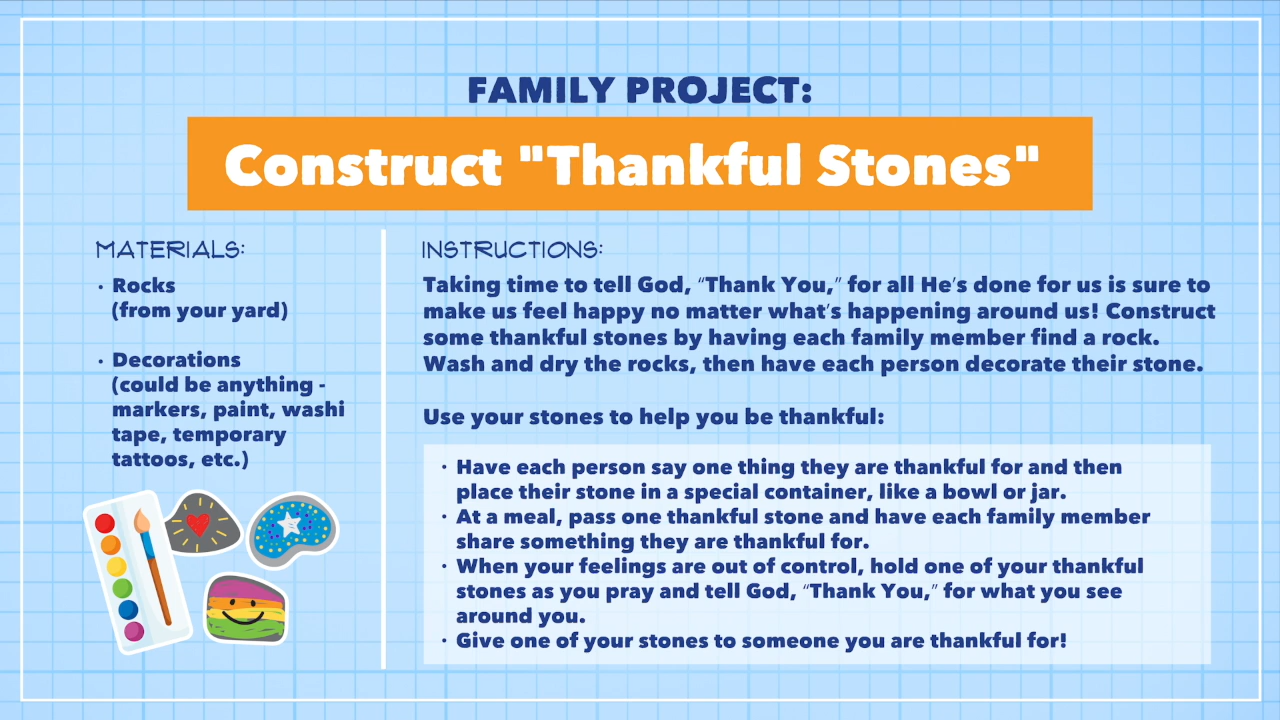 FAMILY PROJECT:
Construct "Thankful Stones"
MATERIALS:
· Rocks
(from your yard)
· Decorations
(could be anything -
markers, paint, washi
tape, temporary
tattoos, etc.)
INSTRUCTIONS:
Taking time to tell God, “Thank You,” for all He’s done for us is sure to
make us feel happy no matter what’s happening around us! Construct
some thankful stones by having each family member find a rock.
Wash and dry the rocks, then have each person decorate their stone.
Use your stones to help you be thankful:
· Have each person say one thing they are thankful for and then
place their stone in a special container, like a bowl or jar.
· At a meal, pass one thankful stone and have each family member
share something they are thankful for.
· When your feelings are out of control, hold one of your thankful
stones as you pray and tell God, “Thank You,” for what you see
around you.
· Give one of your stones to someone you are thankful for!